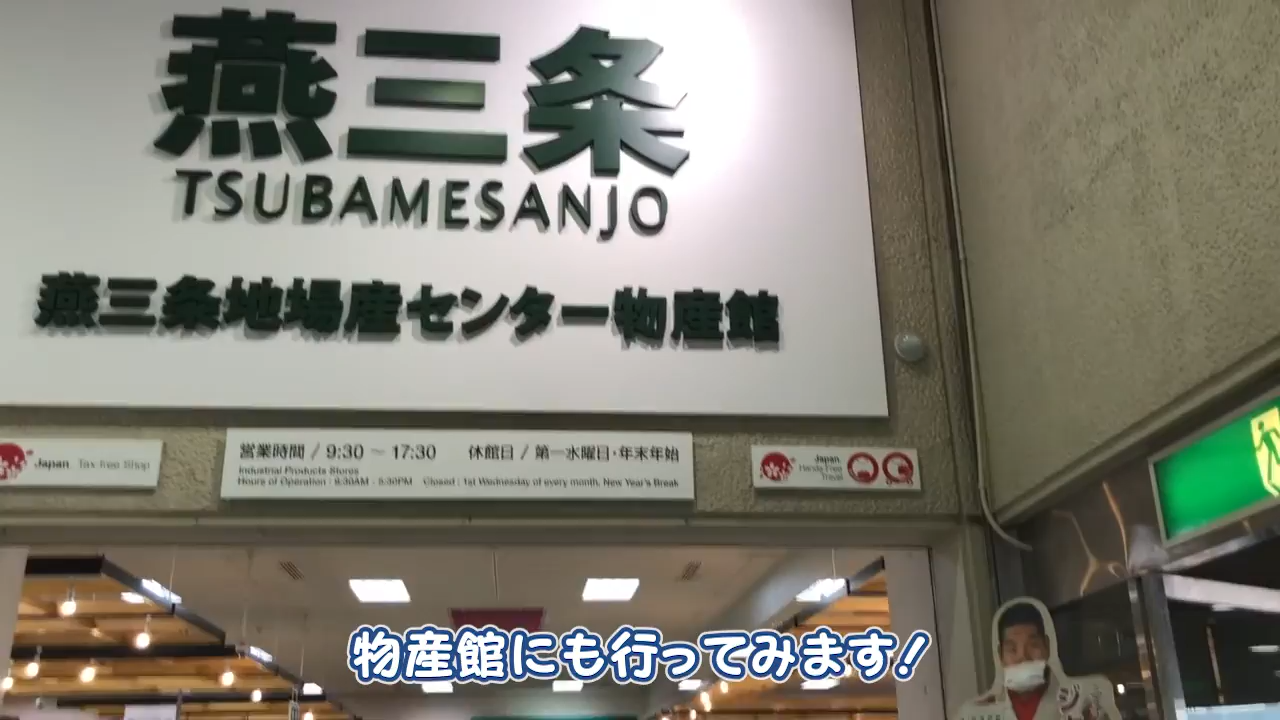 燕三条
TSUBAMESANJO
燕三条地場産センター物産館
Japan. Tax-free Shop
営業時間 / 9:30 ～ 17:30 休館日 / 第一水曜日・年末年始
Industrial Products Stores
Hours of Operation : 9:30AM - 5:30PM Closed : 1st Wednesday of every month, New Year's Break
Japan.
Hands Free
Travel
物産館にも行ってみます!